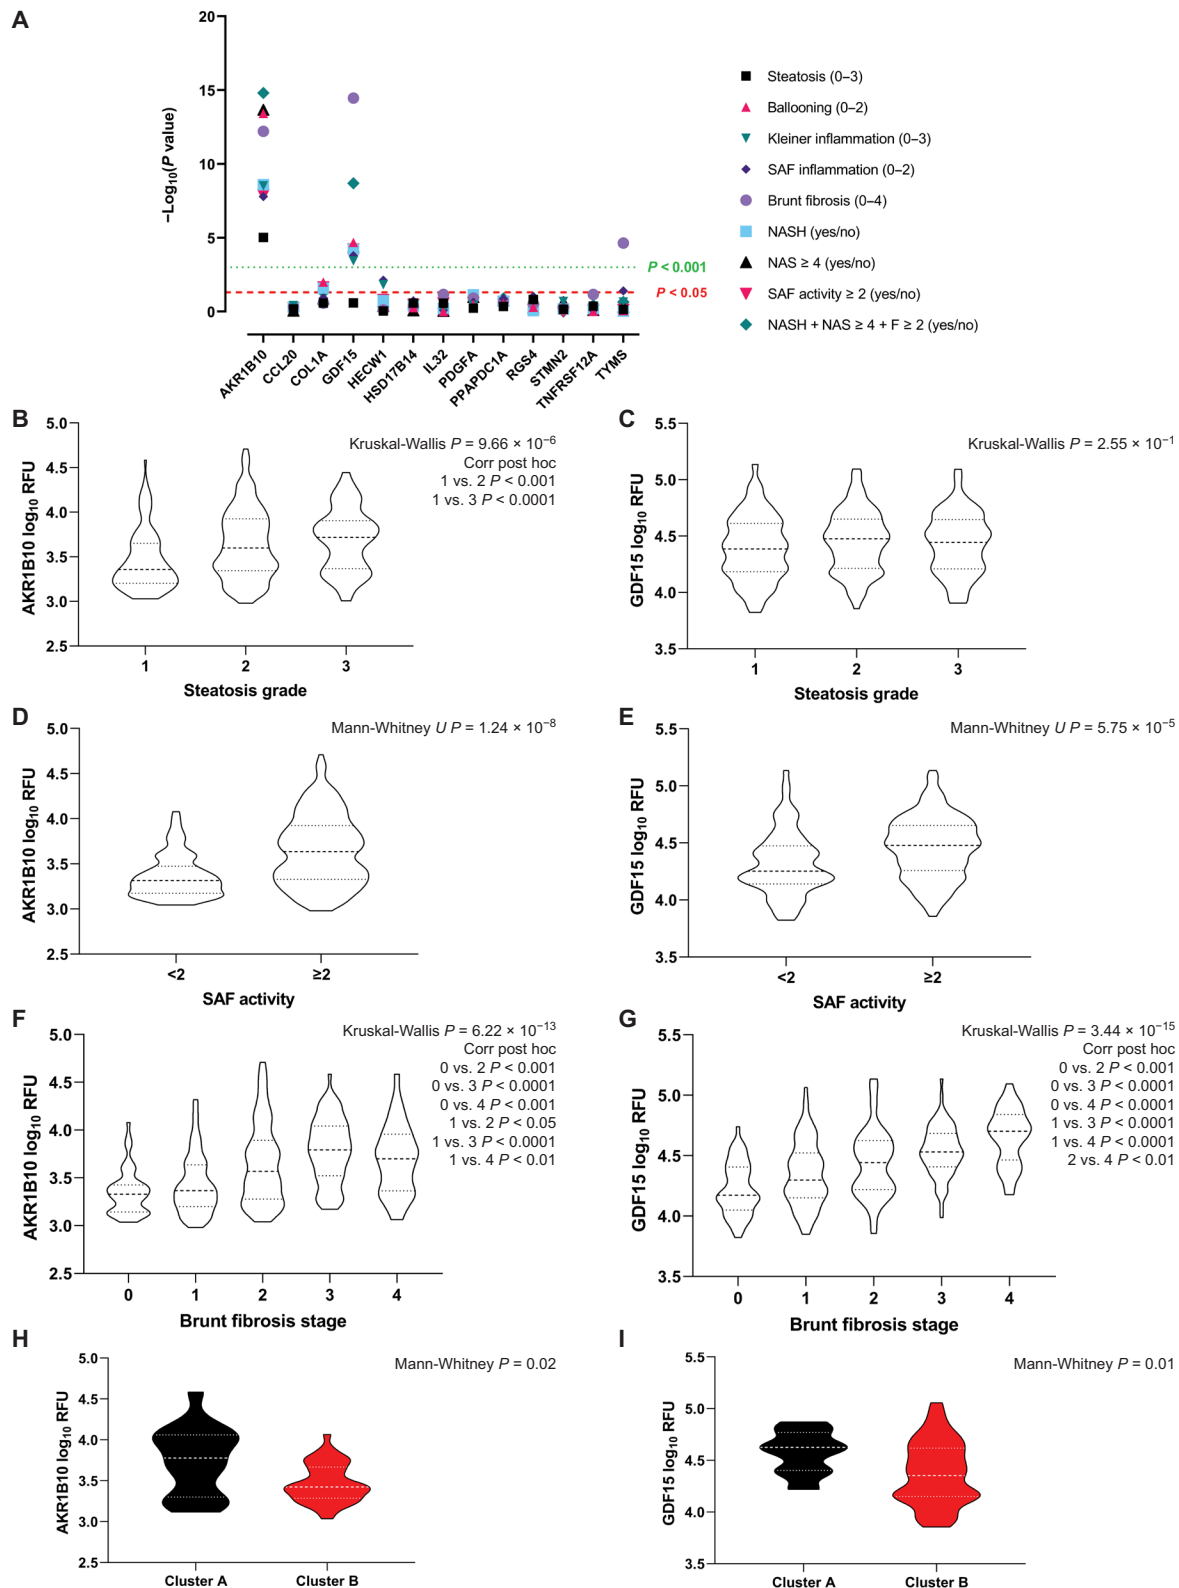 A
20
15
10
5
0
−Log10(P value)
P < 0.001
P < 0.05
AKR1B10
CCL20
COL1A
GDF15
HECW1
HSD17B14
IL32
PDGFA
PPAPDC1A
RGS4
STMN2
TNFRSF12A
TYMS
Steatosis (0–3)
Ballooning (0–2)
Kleiner inflammation (0–3)
SAF inflammation (0–2)
Brunt fibrosis (0–4)
NASH (yes/no)
NAS ≥ 4 (yes/no)
SAF activity ≥ 2 (yes/no)
NASH + NAS ≥ 4 + F ≥ 2 (yes/no)
B
5.0
4.5
4.0
3.5
3.0
2.5
AKR1B10 log10 RFU
Kruskal-Wallis P = 9.66 × 10−6
Corr post hoc
1 vs. 2 P < 0.001
1 vs. 3 P < 0.0001
1 2 3
Steatosis grade
C
5.5
5.0
4.5
4.0
3.5
GDF15 log10 RFU
Kruskal-Wallis P = 2.55 × 10−1
1 2 3
Steatosis grade
D
5.0
4.5
4.0
3.5
3.0
2.5
AKR1B10 log10 RFU
Mann-Whitney U P = 1.24 × 10−8
<2 ≥2
SAF activity
E
5.5
5.0
4.5
4.0
3.5
GDF15 log10 RFU
Mann-Whitney U P = 5.75 × 10−5
<2 ≥2
SAF activity
F
5.0
4.5
4.0
3.5
3.0
2.5
AKR1B10 log10 RFU
Kruskal-Wallis P = 6.22 × 10−13
Corr post hoc
0 vs. 2 P < 0.001
0 vs. 3 P < 0.0001
0 vs. 4 P < 0.001
1 vs. 2 P < 0.05
1 vs. 3 P < 0.0001
1 vs. 4 P < 0.01
0 1 2 3 4
Brunt fibrosis stage
G
5.5
5.0
4.5
4.0
3.5
GDF15 log10 RFU
Kruskal-Wallis P = 3.44 × 10−15
Corr post hoc
0 vs. 2 P < 0.001
0 vs. 3 P < 0.0001
0 vs. 4 P < 0.0001
1 vs. 3 P < 0.0001
1 vs. 4 P < 0.0001
2 vs. 4 P < 0.01
0 1 2 3 4
Brunt fibrosis stage
H
5.0
4.5
4.0
3.5
3.0
2.5
AKR1B10 log10 RFU
Mann-Whitney P = 0.02
Cluster A Cluster B
I
5.5
5.0
4.5
4.0
3.5
GDF15 log10 RFU
Mann-Whitney P = 0.01
Cluster A Cluster B